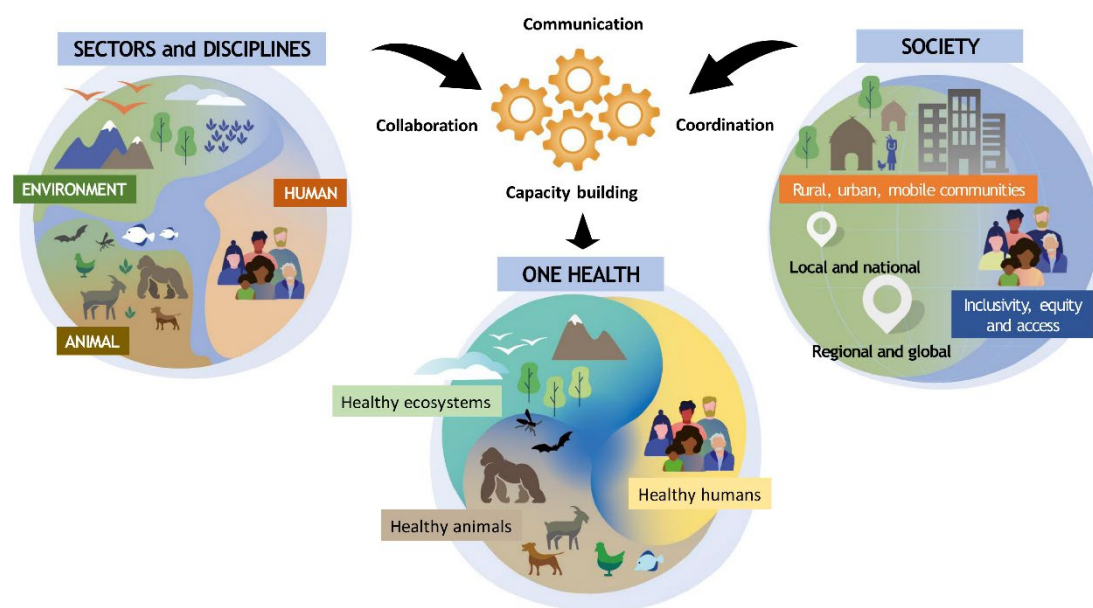 SECTORS and DISCIPLINES
ENVIRONMENT
HUMAN
ANIMAL
Communication
Collaboration
Coordination
Capacity building
SOCIETY
Rural, urban, mobile communities
Local and national
Inclusivity, equity
and access
Regional and global
ONE HEALTH
Healthy ecosystems
Healthy humans
Healthy animals